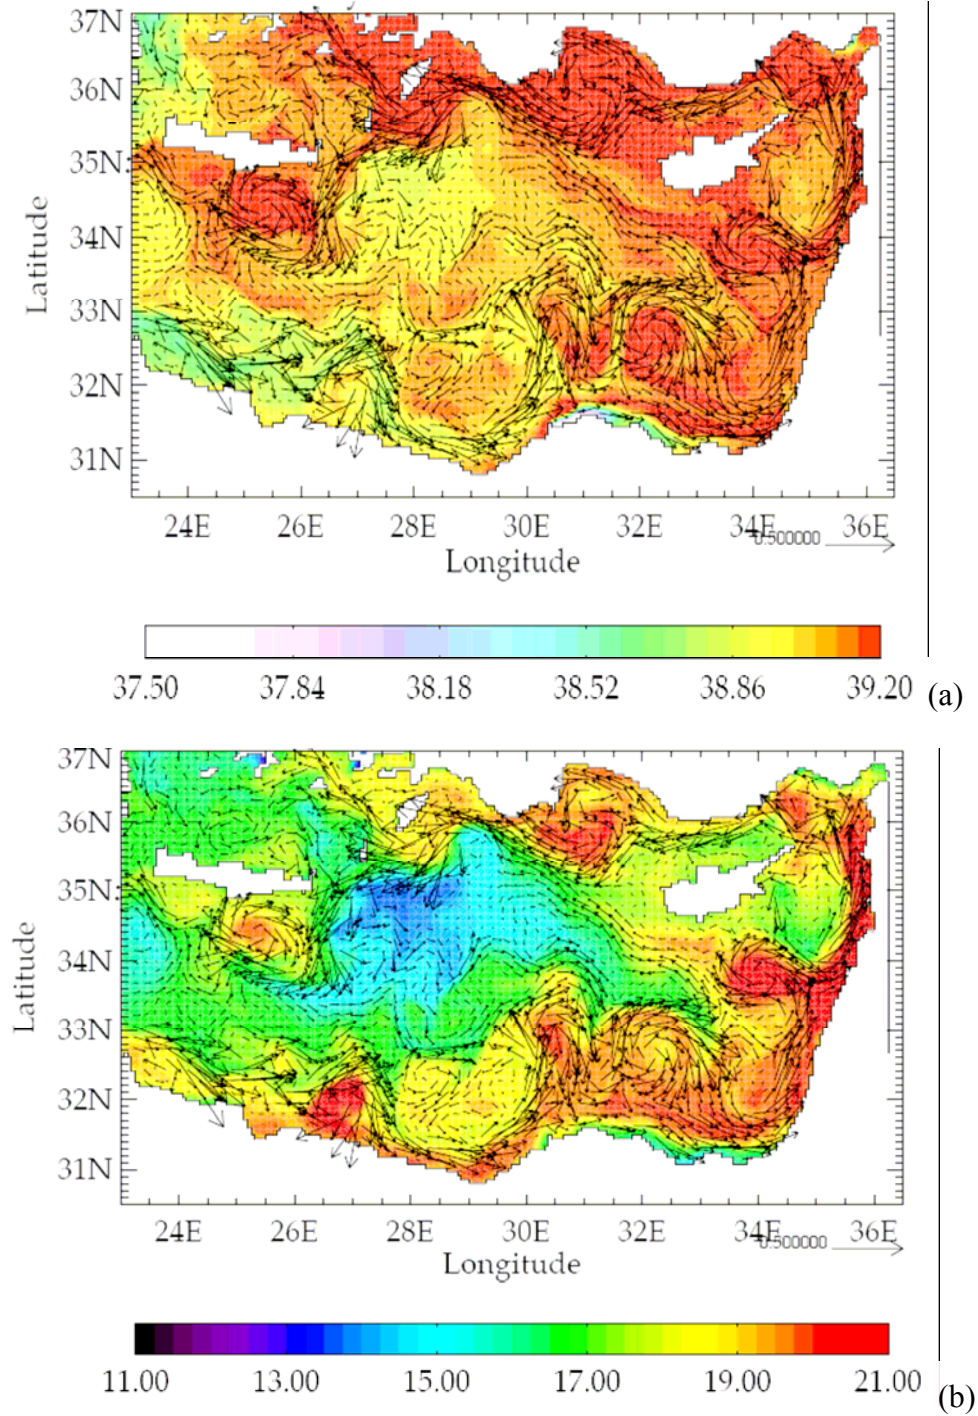 37N
36N
35N
34N
33N
32N
31N
Latitude
24E 26E 28E 30E 32E 34E 36E
0.500000
Longitude
37.50 37.84 38.18 38.52 38.86 39.20
(a)
37N
36N
35N
34N
33N
32N
31N
Latitude
24E 26E 28E 30E 32E 34E 36E
0.500000
Longitude
11.00 13.00 15.00 17.00 19.00 21.00
(b)